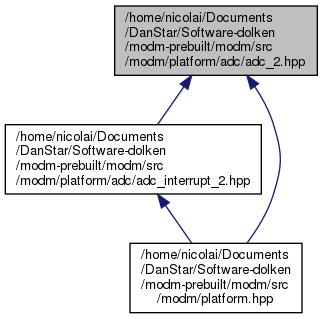 /home/nicolai/Documents
/DanStar/Software-dolken
/modm-prebuilt/modm/src
/modm/platform/adc/adc_2.hpp
/home/nicolai/Documents
/DanStar/Software-dolken
/modm-prebuilt/modm/src
/modm/platform/adc/adc_interrupt_2.hpp
/home/nicolai/Documents
/DanStar/Software-dolken
/modm-prebuilt/modm/src
/modm/platform.hpp